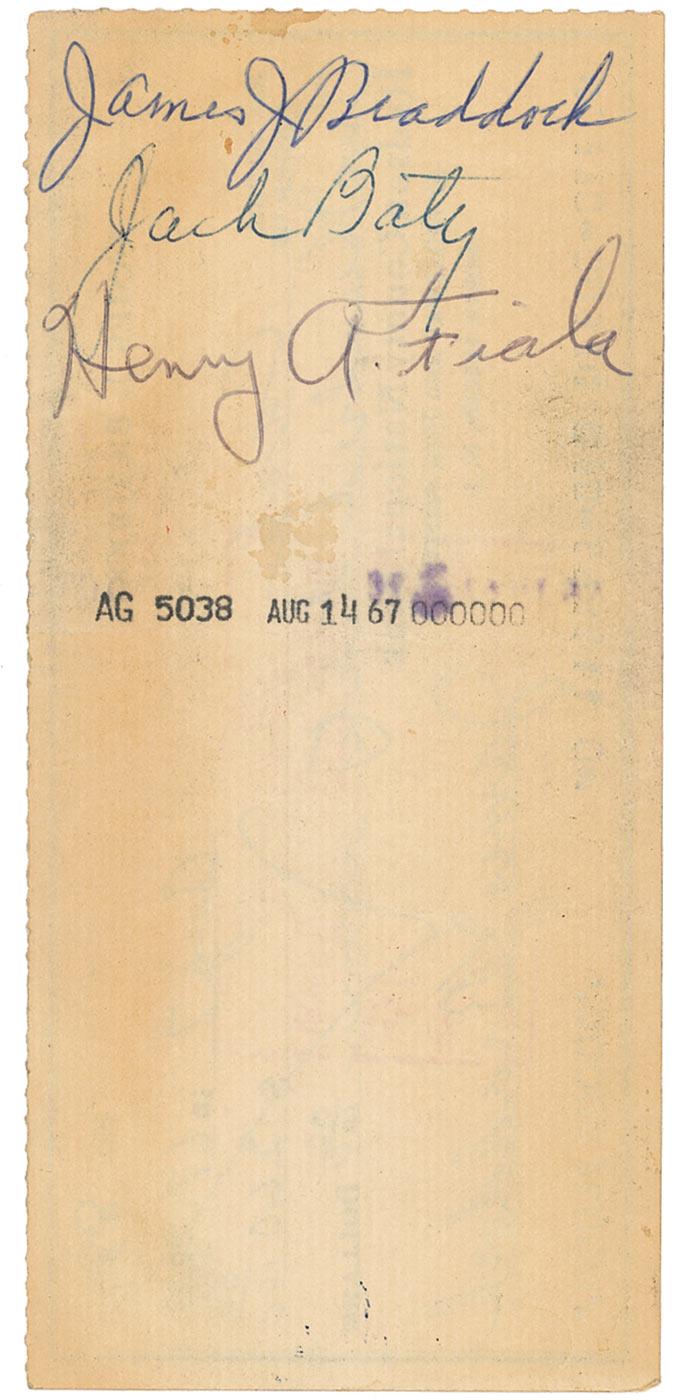 James J Braddock
Jack Baty
Henry A. Fiala
AG 5038 AUG 14 67 000000